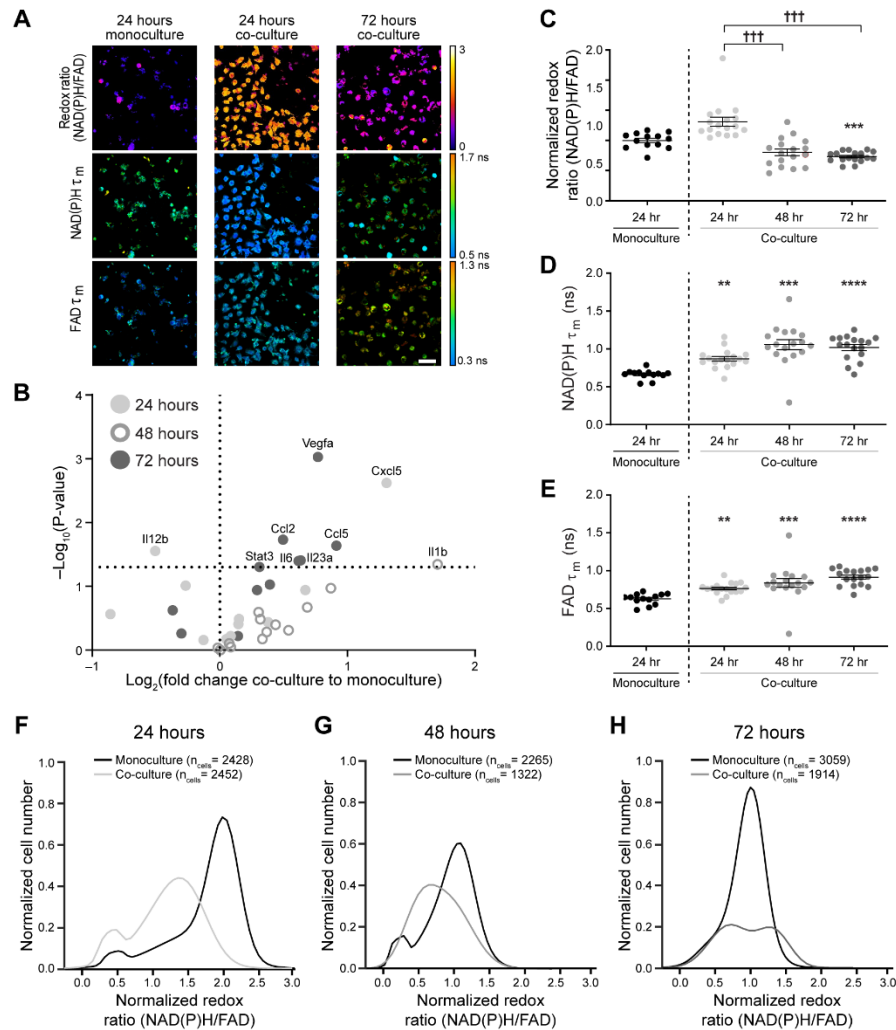 A
24 hours monoculture
24 hours co-culture
72 hours co-culture
Redox ratio (NAD(P)H/FAD)
3
0
NAD(P)H τm
1.7 ns
0.5 ns
FAD τm
1.3 ns
0.3 ns
B
–Log10(P-value)
4
3
2
1
0
24 hours
48 hours
72 hours
Vegfa
Cxcl5
Il12b
Ccl2
Ccl5
Stat3
Il6
Il23a
Il1b
–1
0
1
2
Log2(fold change co-culture to monoculture)
C
Normalized redox ratio (NAD(P)H/FAD)
2.0
1.5
1.0
0.5
0
†††
†††
***
24 hr
24 hr
48 hr
72 hr
Monoculture
Co-culture
D
NAD(P)H τm (ns)
2.0
1.5
1.0
0.5
0
**
***
****
24 hr
24 hr
48 hr
72 hr
Monoculture
Co-culture
E
FAD τm (ns)
2.0
1.5
1.0
0.5
0
**
***
****
24 hr
24 hr
48 hr
72 hr
Monoculture
Co-culture
F
24 hours
Monoculture (ncells= 2428)
Co-culture (ncells= 2452)
Normalized cell number
1.0
0.8
0.6
0.4
0.2
0
0.0
0.5
1.0
1.5
2.0
2.5
3.0
Normalized redox
ratio (NAD(P)H/FAD)
G
48 hours
Monoculture (ncells= 2265)
Co-culture (ncells= 1322)
Normalized cell number
1.0
0.8
0.6
0.4
0.2
0
0.0
0.5
1.0
1.5
2.0
2.5
3.0
Normalized redox
ratio (NAD(P)H/FAD)
H
72 hours
Monoculture (ncells= 3059)
Co-culture (ncells= 1914)
Normalized cell number
1.0
0.8
0.6
0.4
0.2
0
0.0
0.5
1.0
1.5
2.0
2.5
3.0
Normalized redox
ratio (NAD(P)H/FAD)